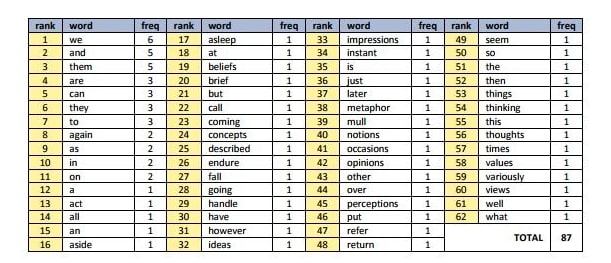 rank word freq rank word freq rank word freq rank word freq
1 we 6 17 asleep 1 33 impressions 1 49 seem 1
2 and 5 18 at 1 34 instant 1 50 so 1
3 them 5 19 beliefs 1 35 is 1 51 the 1
4 are 3 20 brief 1 36 just 1 52 then 1
5 can 3 21 but 1 37 later 1 53 things 1
6 they 3 22 call 1 38 metaphor 1 54 thinking 1
7 to 3 23 coming 1 39 mull 1 55 this 1
8 again 2 24 concepts 1 40 notions 1 56 thoughts 1
9 as 2 25 described 1 41 occasions 1 57 times 1
10 in 2 26 endure 1 42 opinions 1 58 values 1
11 on 2 27 fall 1 43 other 1 59 variously 1
12 a 1 28 going 1 44 over 1 60 views 1
13 act 1 29 handle 1 45 perceptions 1 61 well 1
14 all 1 30 have 1 46 put 1 62 what 1
15 an 1 31 however 1 47 refer 1 TOTAL 87
16 aside 1 32 ideas 1 48 return 1